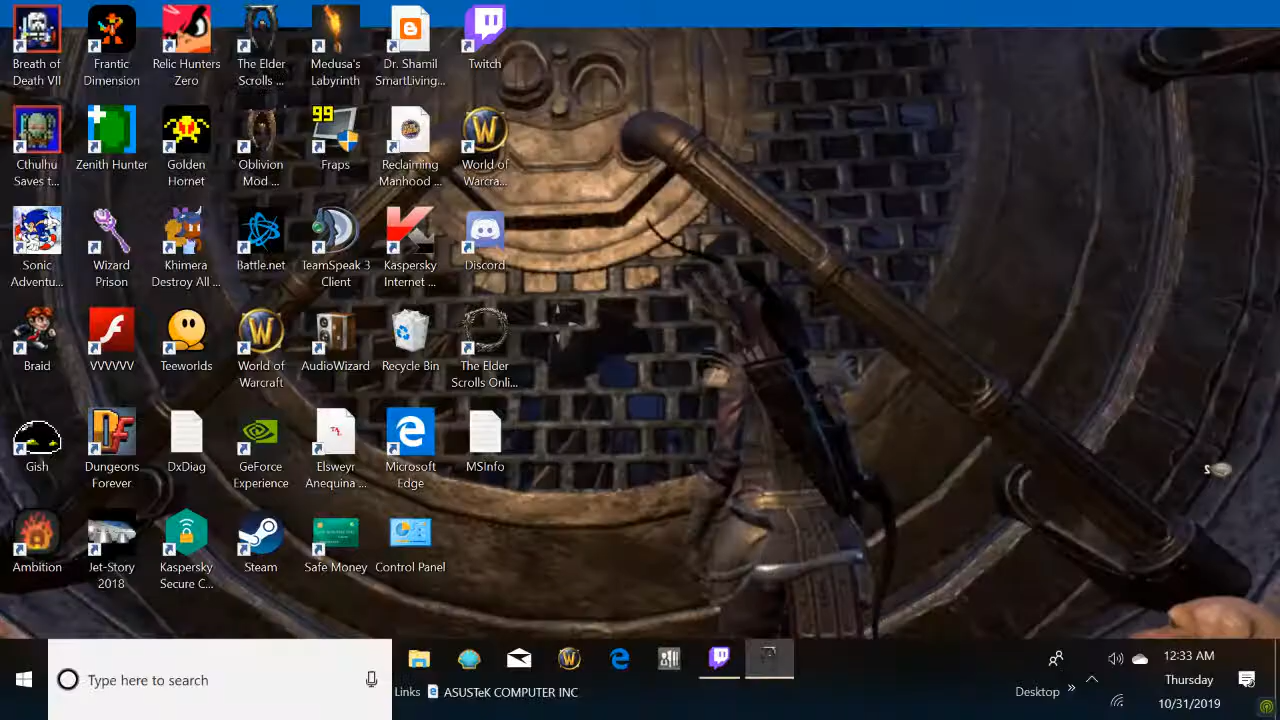 Breath of
Death VII
Frantic
Dimension
Relic Hunters
Zero
The Elder
Scrolls ...
Medusa's
Labyrinth
Dr. Shamil
SmartLiving...
Twitch
Cthulhu
Saves t...
Zenith Hunter
Golden
Hornet
Oblivion
Mod ...
99
Fraps
Reclaiming
Manhood ...
World of
Warcra...
Sonic
Adventu...
Wizard
Prison
Khimera
Destroy All ...
Battle.net
TeamSpeak 3
Client
Kaspersky
Internet ...
Discord
Braid
VVVVVV
Teeworlds
World of
Warcraft
AudioWizard
Recycle Bin
The Elder
Scrolls Onli...
Gish
DF
Dungeons
Forever
DxDiag
GeForce
Experience
Elsweyr
Anequina ...
Microsoft
Edge
MSInfo
2
Ambition
Jet-Story
2018
Kaspersky
Secure C...
Steam
Safe Money
Control Panel
Type here to search
Links
ASUSTeK COMPUTER INC
Desktop
12:33 AM
Thursday
10/31/2019